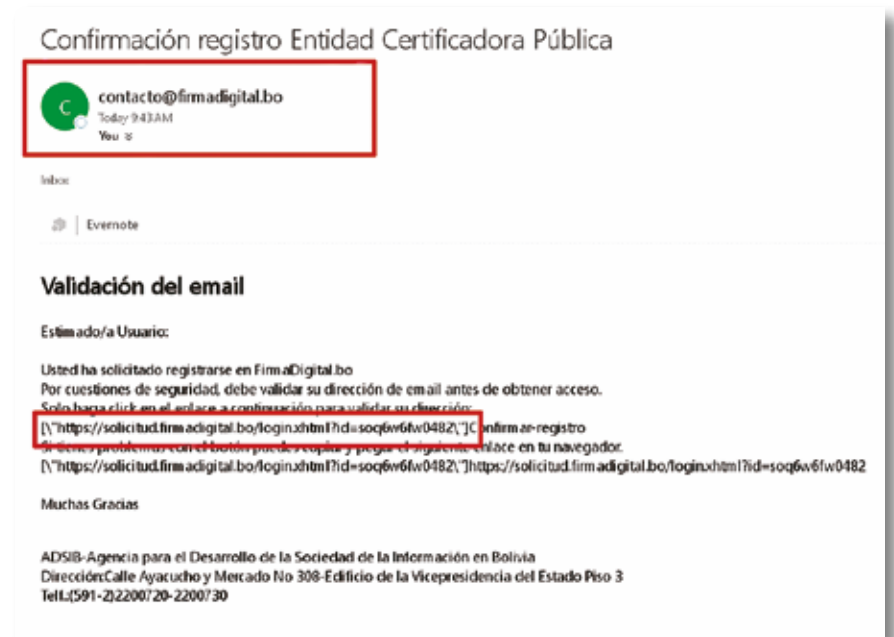 Confirmación registro Entidad Certificadora Pública
C
contacto@firmadigital.bo
Today 9:43 AM
You
Inbox
Evernote
Validación del email
Estimado/a Usuario:
Usted ha solicitado registrarse en FirmaDigital.bo
Por cuestiones de seguridad, debe validar su dirección de email antes de obtener acceso.
Solo haga click en el enlace a continuación para validar su dirección:
[\"https://solicitud.firmadigital.bo/login.xhtml?id=soq6w6fw0482\"]Confirmar-registro
Si tienes problemas con el botón puedes copiar y pegar el siguiente enlace en tu navegador.
[\"https://solicitud.firmadigital.bo/login.xhtml?id=soq6w6fw0482\"]https://solicitud.firmadigital.bo/login.xhtml?id=soq6w6fw0482
Muchas Gracias
ADSIB-Agencia para el Desarrollo de la Sociedad de la Información en Bolivia
Dirección:Calle Ayacucho y Mercado No 308-Edificio de la Vicepresidencia del Estado Piso 3
Tell.:(591-2)2200720-2200730